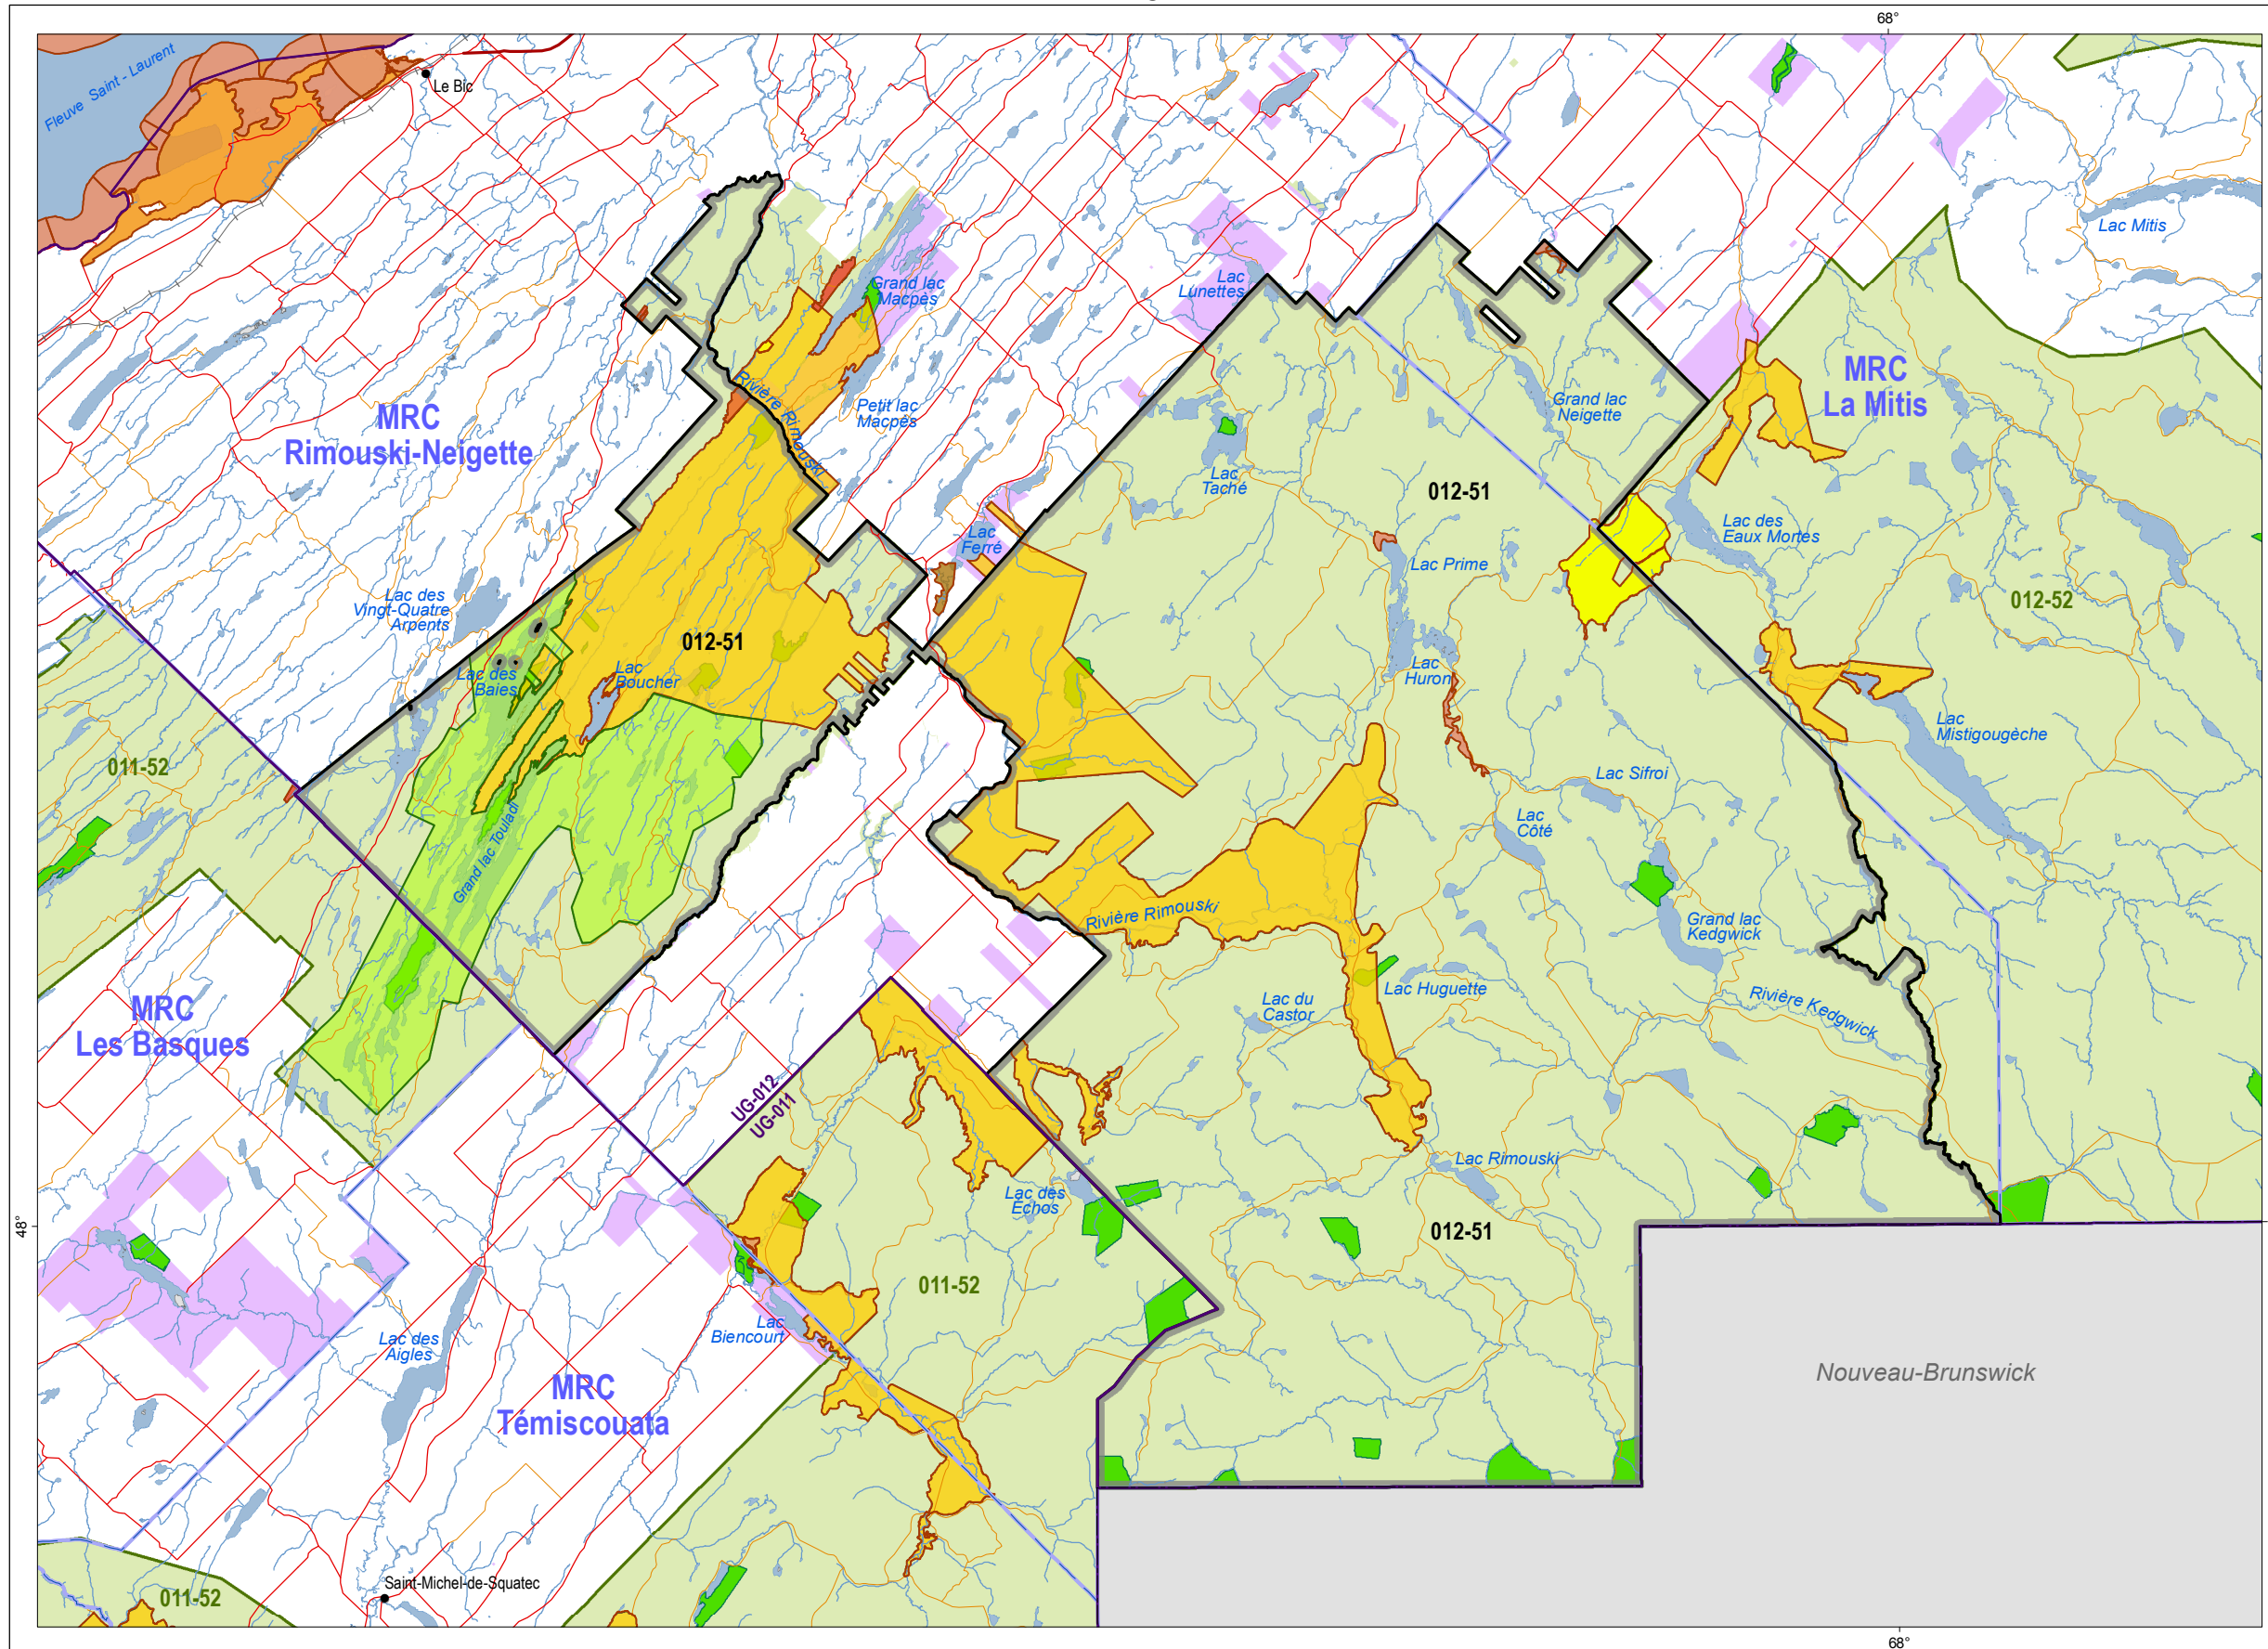 68°
Fleuve Saint - Laurent
Le Bic
Lac Mitis
Grand lac
Macpès
Lac
Lunettes
MRC
La Mitis
Rivière Rimouski
Petit lac
Macpès
Grand lac
Neigette
MRC
Rimouski-Neigette
Lac
Taché
012-51
Lac des
Eaux Mortes
Lac
Ferré
Lac Prime
Lac des
Vingt-Quatre
Arpents
012-52
012-51
Lac des
Baies
Lac
Boucher
Lac
Huron
Lac
Mistigougèche
011-52
Lac Sifroi
Lac
Côté
Grand lac Touladi
Rivière Rimouski
Grand lac
Kedgwick
MRC
Les Basques
Lac Huguette
Lac du
Castor
Rivière Kedgwick
UG-012
UG-011
Lac Rimouski
Lac des
Echos
48°
012-51
011-52
Lac
Biencourt
Lac des
Aigles
Nouveau-Brunswick
MRC
Témiscouata
Saint-Michel-de-Squatec
011-52
68°